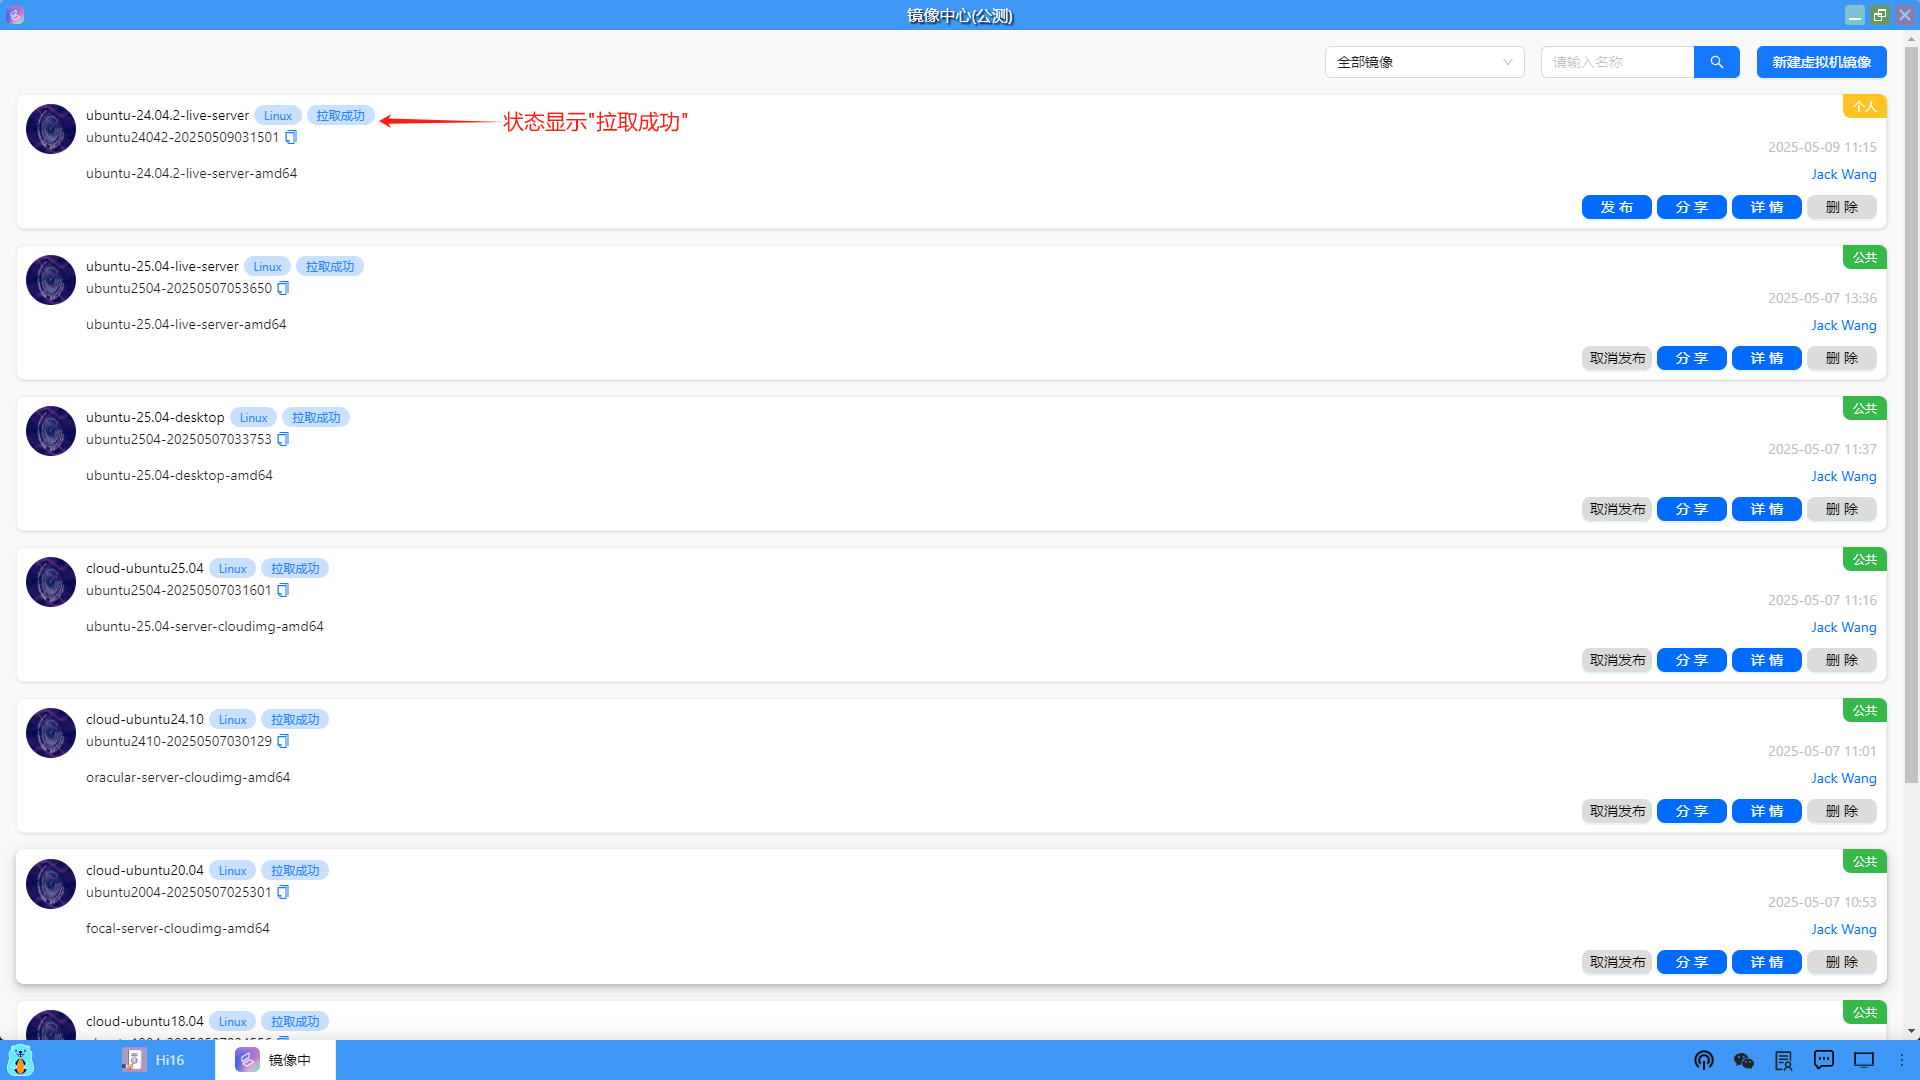 镜像中心(公测)
全部镜像
请输入名称
新建虚拟机镜像
ubuntu-24.04.2-live-server Linux 拉取成功
状态显示"拉取成功"
个人
ubuntu24042-20250509031501
2025-05-09 11:15
ubuntu-24.04.2-live-server-amd64
Jack Wang
发 布 分 享 详 情 删 除
ubuntu-25.04-live-server Linux 拉取成功
公共
ubuntu2504-20250507053650
2025-05-07 13:36
ubuntu-25.04-live-server-amd64
Jack Wang
取消发布 分 享 详 情 删 除
ubuntu-25.04-desktop Linux 拉取成功
公共
ubuntu2504-20250507033753
2025-05-07 11:37
ubuntu-25.04-desktop-amd64
Jack Wang
取消发布 分 享 详 情 删 除
cloud-ubuntu25.04 Linux 拉取成功
公共
ubuntu2504-20250507031601
2025-05-07 11:16
ubuntu-25.04-server-cloudimg-amd64
Jack Wang
取消发布 分 享 详 情 删 除
cloud-ubuntu24.10 Linux 拉取成功
公共
ubuntu2410-20250507030129
2025-05-07 11:01
oracular-server-cloudimg-amd64
Jack Wang
取消发布 分 享 详 情 删 除
cloud-ubuntu20.04 Linux 拉取成功
公共
ubuntu2004-20250507025301
2025-05-07 10:53
focal-server-cloudimg-amd64
Jack Wang
取消发布 分 享 详 情 删 除
cloud-ubuntu18.04 Linux 拉取成功
公共
Hi16
镜像中